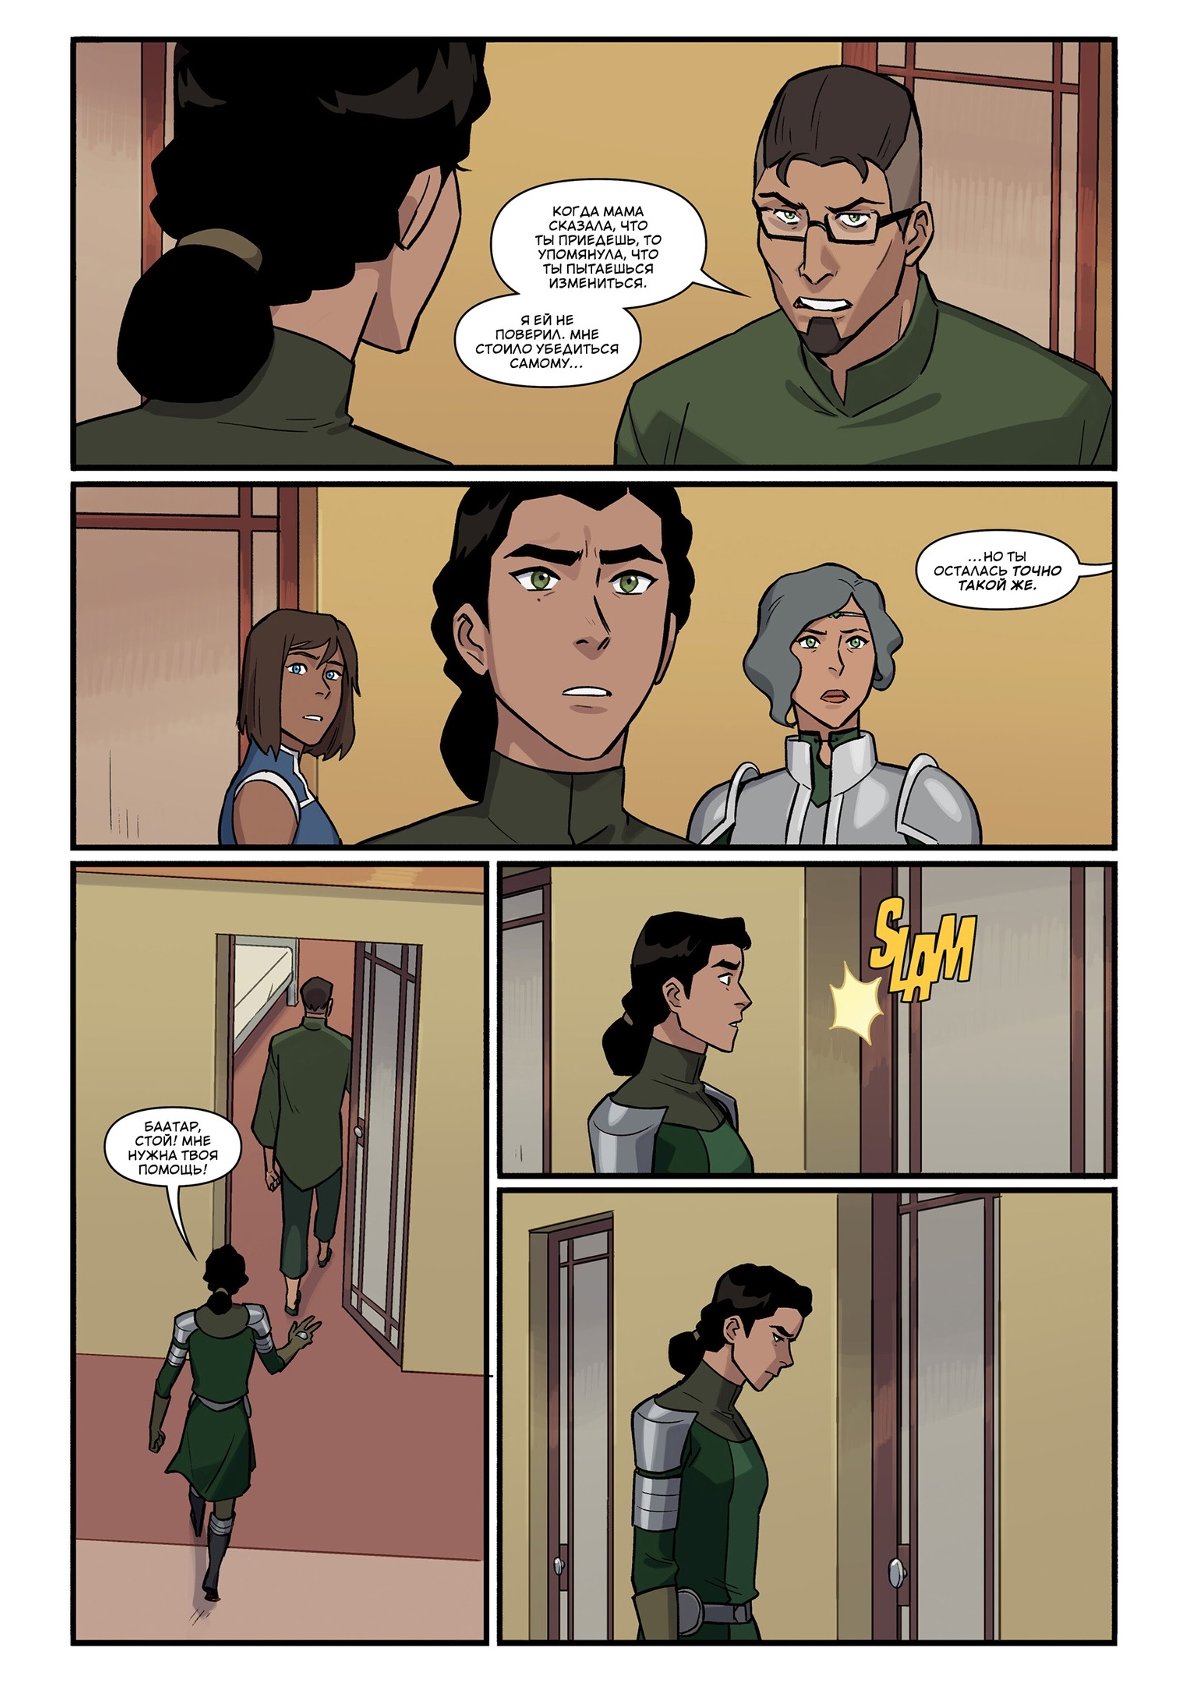 КОГДА МАМА
СКАЗАЛА, ЧТО
ТЫ ПРИЕДЕШЬ, ТО
УПОМЯНУЛА, ЧТО
ТЫ ПЫТАЕШЬСЯ
ИЗМЕНИТЬСЯ.
Я ЕЙ НЕ
ПОВЕРИЛ. МНЕ
СТОИЛО УБЕДИТЬСЯ
САМОМУ...
...НО ТЫ
ОСТАЛАСЬ ТОЧНО
ТАКОЙ ЖЕ.
БААТАР,
СТОЙ! МНЕ
НУЖНА ТВОЯ
ПОМОЩЬ!
SLAM